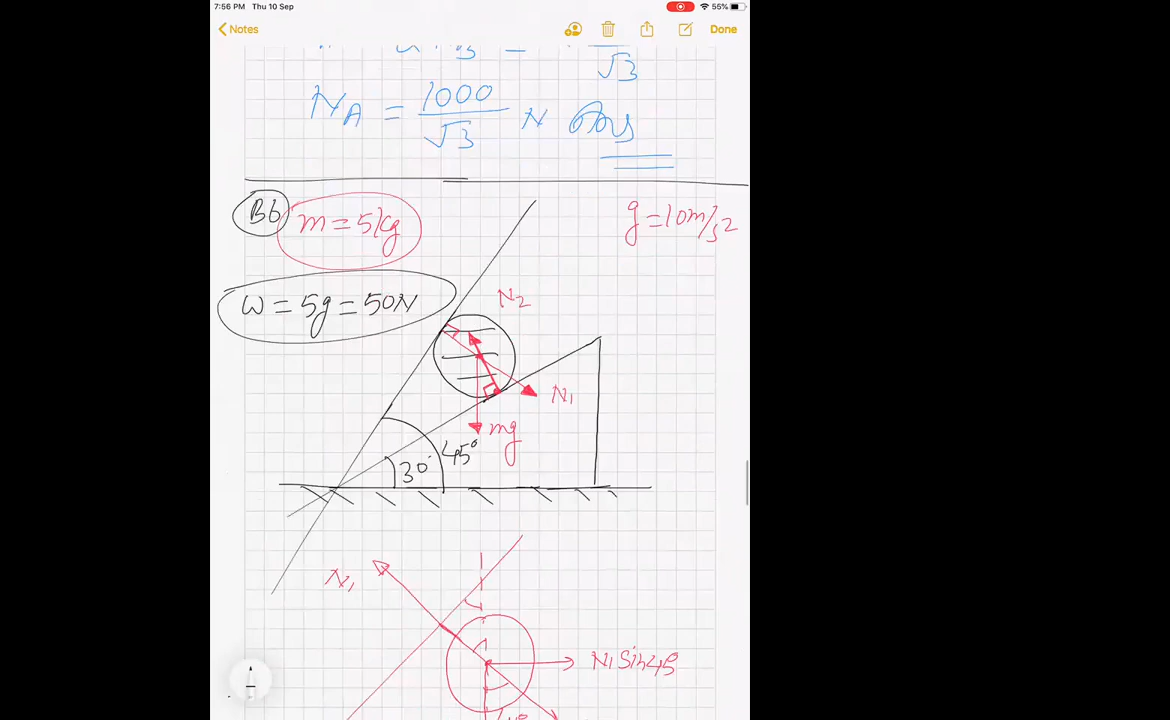 7:56 PM Thu 10 Sep
55%
Notes
Done
√3
N_A = 1000/√3 N Ans
B6
m = 5kg
g = 10m/s2
w = 5g = 50N
N2
N1
mg
30° 45°
N1
N1 Sin45